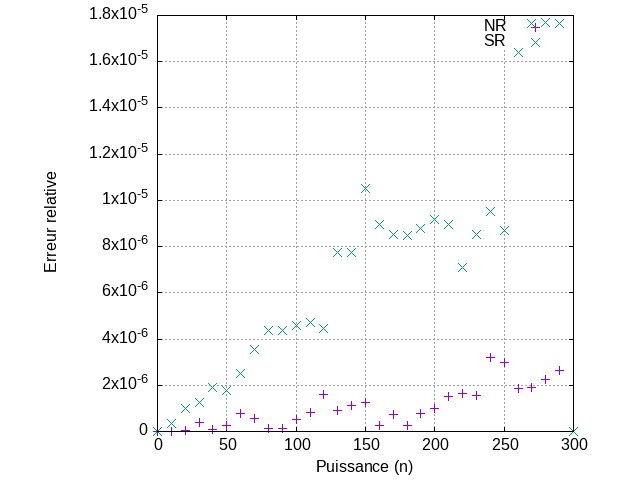 1.8x10-5
NR
SR
1.6x10-5
1.4x10-5
1.2x10-5
1x10-5
8x10-6
6x10-6
4x10-6
2x10-6
0
Erreur relative
0 50 100 150 200 250 300
Puissance (n)